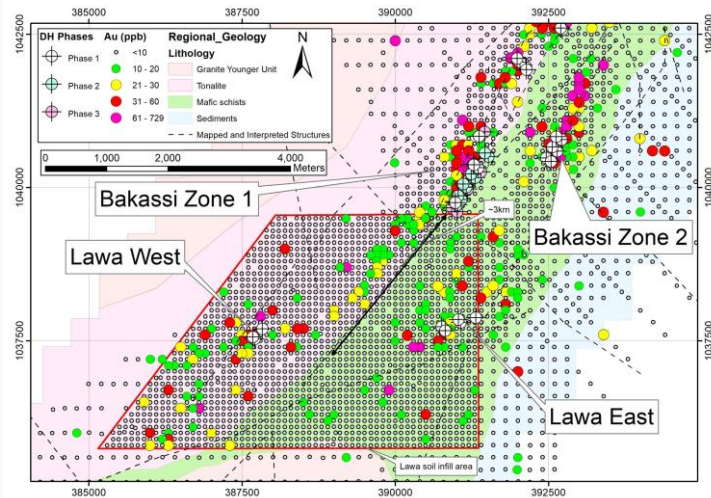 385000 387500 390000 392500
1042500 1042500
DH Phases Au (ppb) Regional_Geology
Phase 1
Phase 2
Phase 3
<10
10 - 20
21 - 30
31 - 60
61 - 729
Lithology
Granite Younger Unit
Tonalite
Mafic schists
Sediments
Mapped and Interpreted Structures
N
0 1,000 2,000 4,000
Meters
1040000 1040000
Bakassi Zone 1
~3km
Bakassi Zone 2
Lawa West
1037500 1037500
Lawa East
Lawa soil infill area
385000 387500 390000 392500